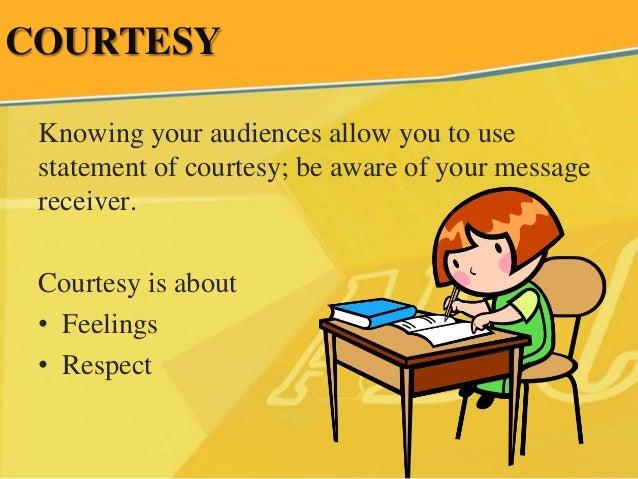 COURTESY
Knowing your audiences allow you to use
statement of courtesy; be aware of your message
receiver.
Courtesy is about
• Feelings
• Respect